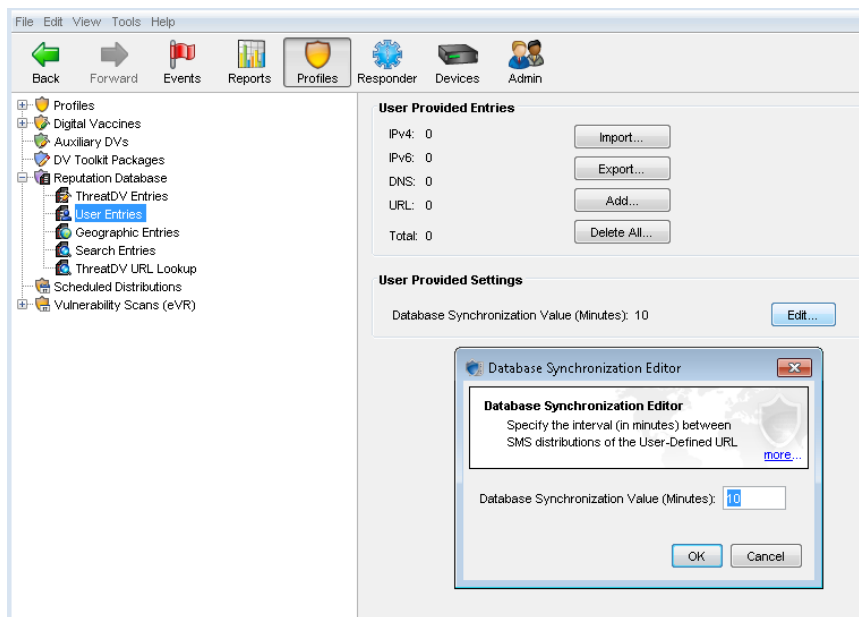 File Edit View Tools Help
Back Forward Events Reports Profiles Responder Devices Admin
Profiles
Digital Vaccines
Auxiliary DVs
DV Toolkit Packages
Reputation Database
ThreatDV Entries
User Entries
Geographic Entries
Search Entries
ThreatDV URL Lookup
Scheduled Distributions
Vulnerability Scans (eVR)
User Provided Entries
IPv4: 0
IPv6: 0
DNS: 0
URL: 0
Total: 0
Import...
Export...
Add...
Delete All...
User Provided Settings
Database Synchronization Value (Minutes): 10
Edit...
Database Synchronization Editor
Database Synchronization Editor
Specify the interval (in minutes) between
SMS distributions of the User-Defined URL
more...
Database Synchronization Value (Minutes): 10
OK Cancel